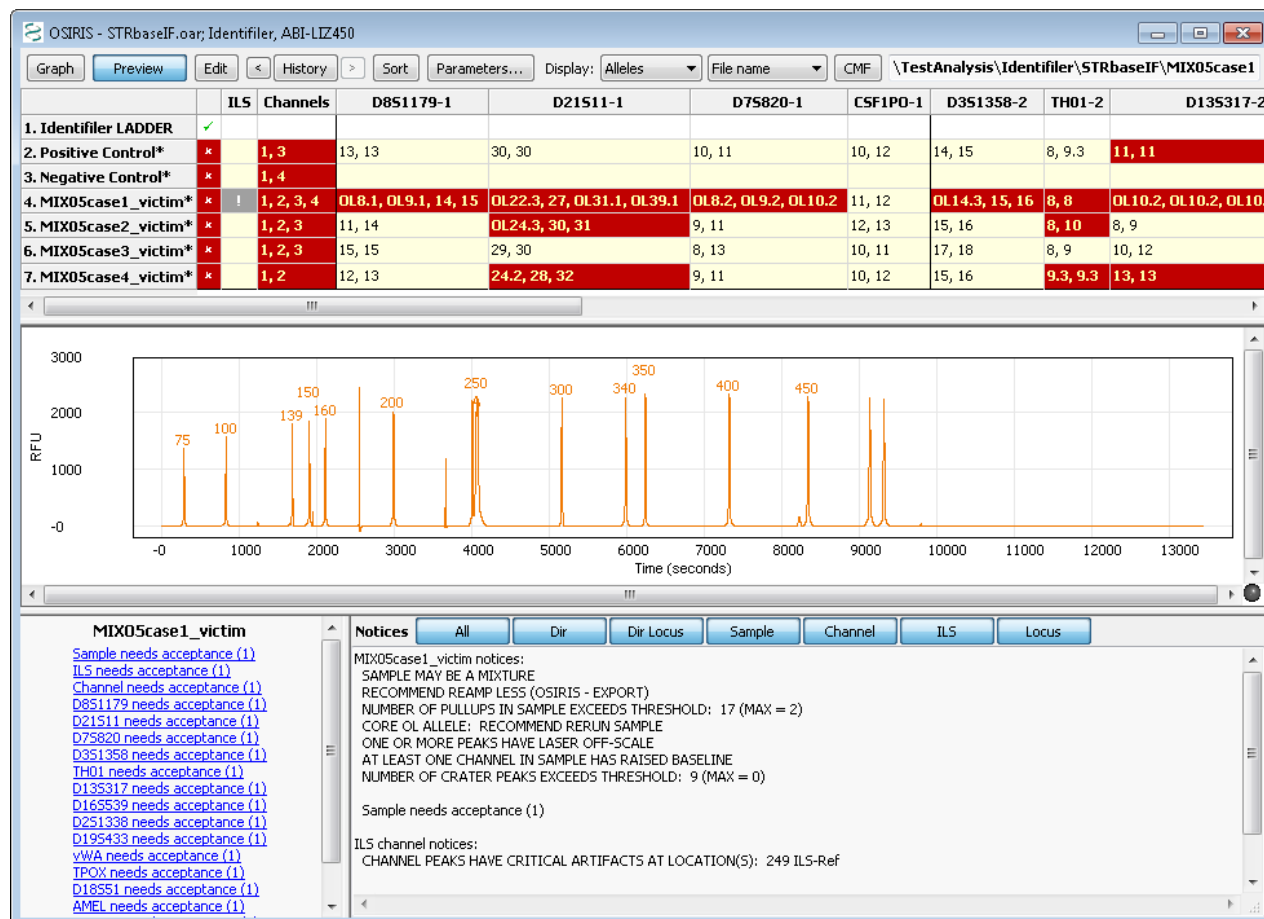 OSIRIS - STRbaseIF.oar; Identifiler, ABI-LIZ450
Graph Preview Edit < History > Sort Parameters... Display: Alleles File name CMF \TestAnalysis\Identifiler\STRbaseIF\MIX05case1
ILS Channels D8S1179-1 D21S11-1 D7S820-1 CSF1PO-1 D3S1358-2 TH01-2 D13S317-2
1. Identifiler LADDER ✓
2. Positive Control* 1, 3 13, 13 30, 30 10, 11 10, 12 14, 15 8, 9.3 11, 11
3. Negative Control* 1, 4
4. MIX05case1_victim* ! 1, 2, 3, 4 OL8.1, OL9.1, 14, 15 OL22.3, 27, OL31.1, OL39.1 OL8.2, OL9.2, OL10.2 11, 12 OL14.3, 15, 16 8, 8 OL10.2, OL10.2, OL10.
5. MIX05case2_victim* 1, 2, 3 11, 14 OL24.3, 30, 31 9, 11 12, 13 15, 16 8, 10 8, 9
6. MIX05case3_victim* 1, 2, 3 15, 15 29, 30 8, 13 10, 11 17, 18 8, 9 10, 12
7. MIX05case4_victim* 1, 2 12, 13 24.2, 28, 32 9, 11 10, 12 15, 16 9.3, 9.3 13, 13
3000
2000
1000
-0
RFU
75 100 139 150 160 200 250 300 340 350 400 450
-0 1000 2000 3000 4000 5000 6000 7000 8000 9000 10000 11000 12000 13000
Time (seconds)
MIX05case1_victim
Sample needs acceptance (1)
ILS needs acceptance (1)
Channel needs acceptance (1)
D8S1179 needs acceptance (1)
D21S11 needs acceptance (1)
D7S820 needs acceptance (1)
D3S1358 needs acceptance (1)
TH01 needs acceptance (1)
D13S317 needs acceptance (1)
D16S539 needs acceptance (1)
D2S1338 needs acceptance (1)
D19S433 needs acceptance (1)
vWA needs acceptance (1)
TPOX needs acceptance (1)
D18S51 needs acceptance (1)
AMEL needs acceptance (1)
Notices All Dir Dir Locus Sample Channel ILS Locus
MIX05case1_victim notices:
SAMPLE MAY BE A MIXTURE
RECOMMEND REAMP LESS (OSIRIS - EXPORT)
NUMBER OF PULLUPS IN SAMPLE EXCEEDS THRESHOLD: 17 (MAX = 2)
CORE OL ALLELE: RECOMMEND RERUN SAMPLE
ONE OR MORE PEAKS HAVE LASER OFF-SCALE
AT LEAST ONE CHANNEL IN SAMPLE HAS RAISED BASELINE
NUMBER OF CRATER PEAKS EXCEEDS THRESHOLD: 9 (MAX = 0)
Sample needs acceptance (1)
ILS channel notices:
CHANNEL PEAKS HAVE CRITICAL ARTIFACTS AT LOCATION(S): 249 ILS-Ref